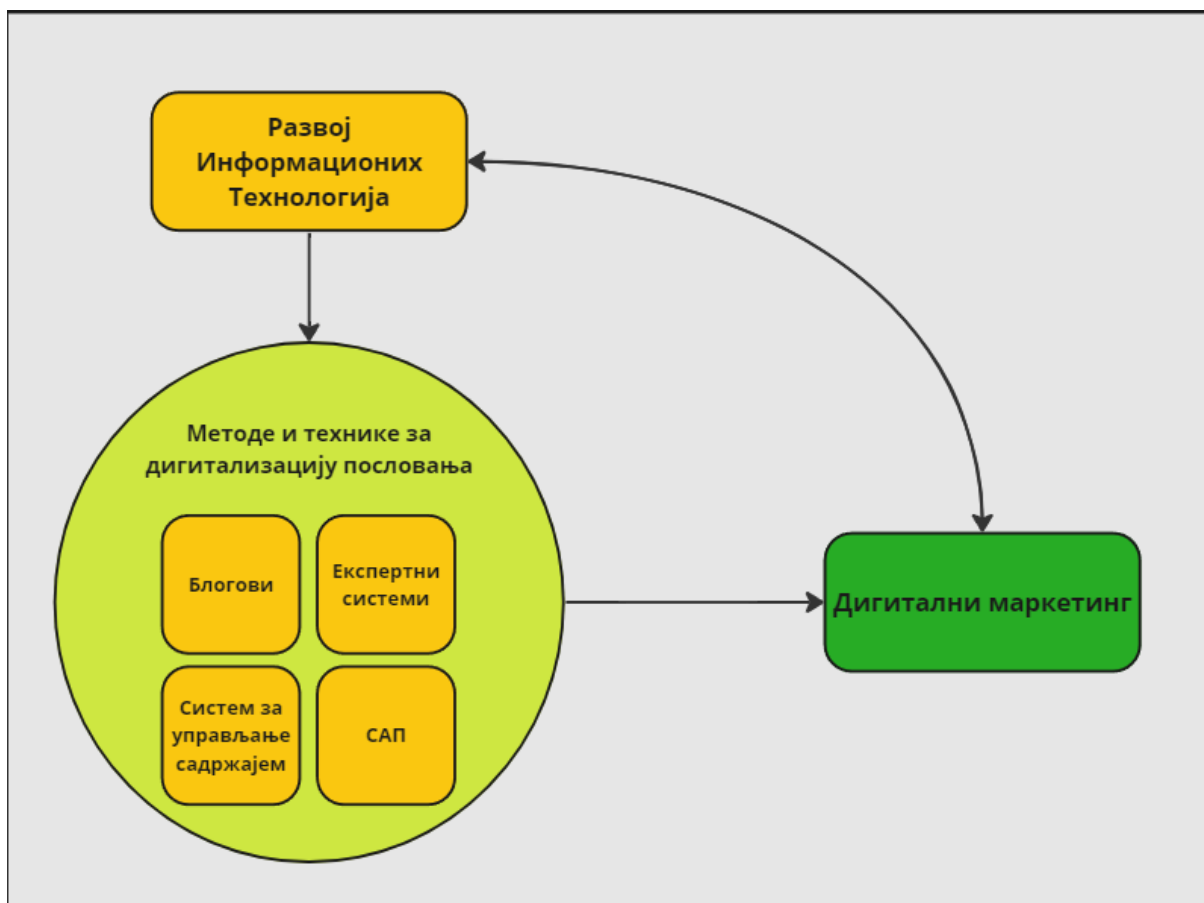 Развој
Информационих
Технологија
Методе и технике за
дигитализацију пословања
Блогови
Експертни
системи
Систем за
управљање
садржајем
САП
Дигитални маркетинг